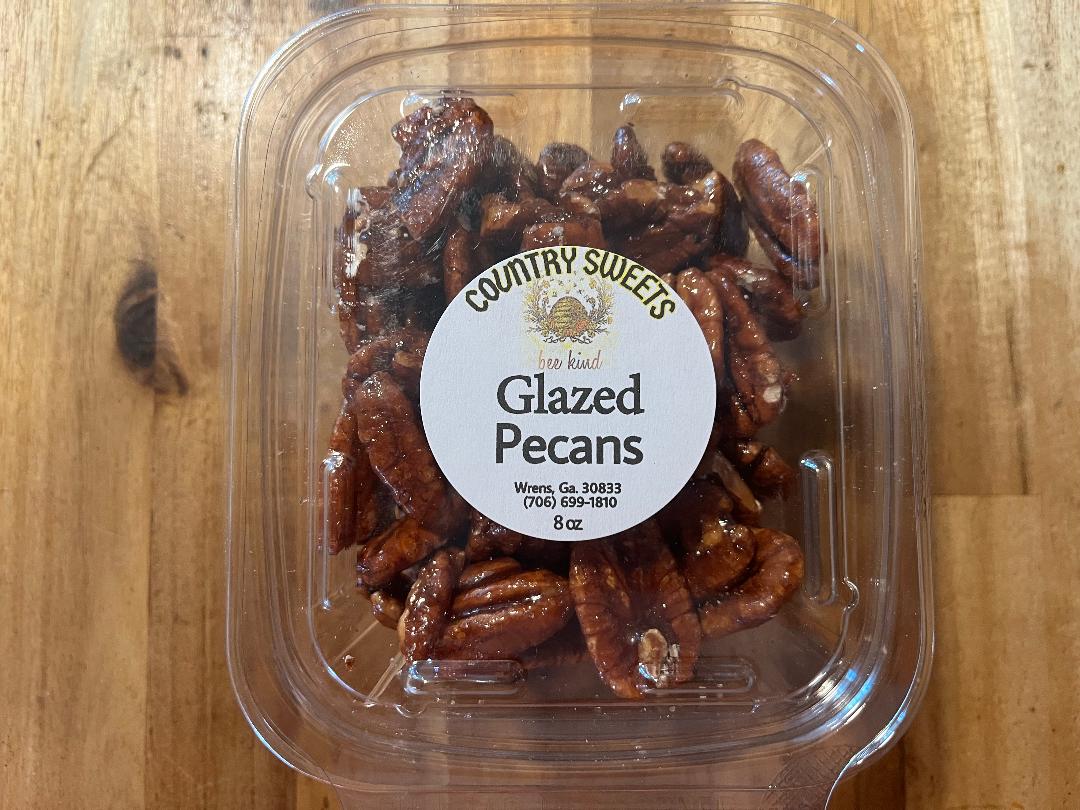 COUNTRY SWEETS
bee kind
Glazed
Pecans
Wrens, Ga. 30833
(706) 699-1810
8 oz